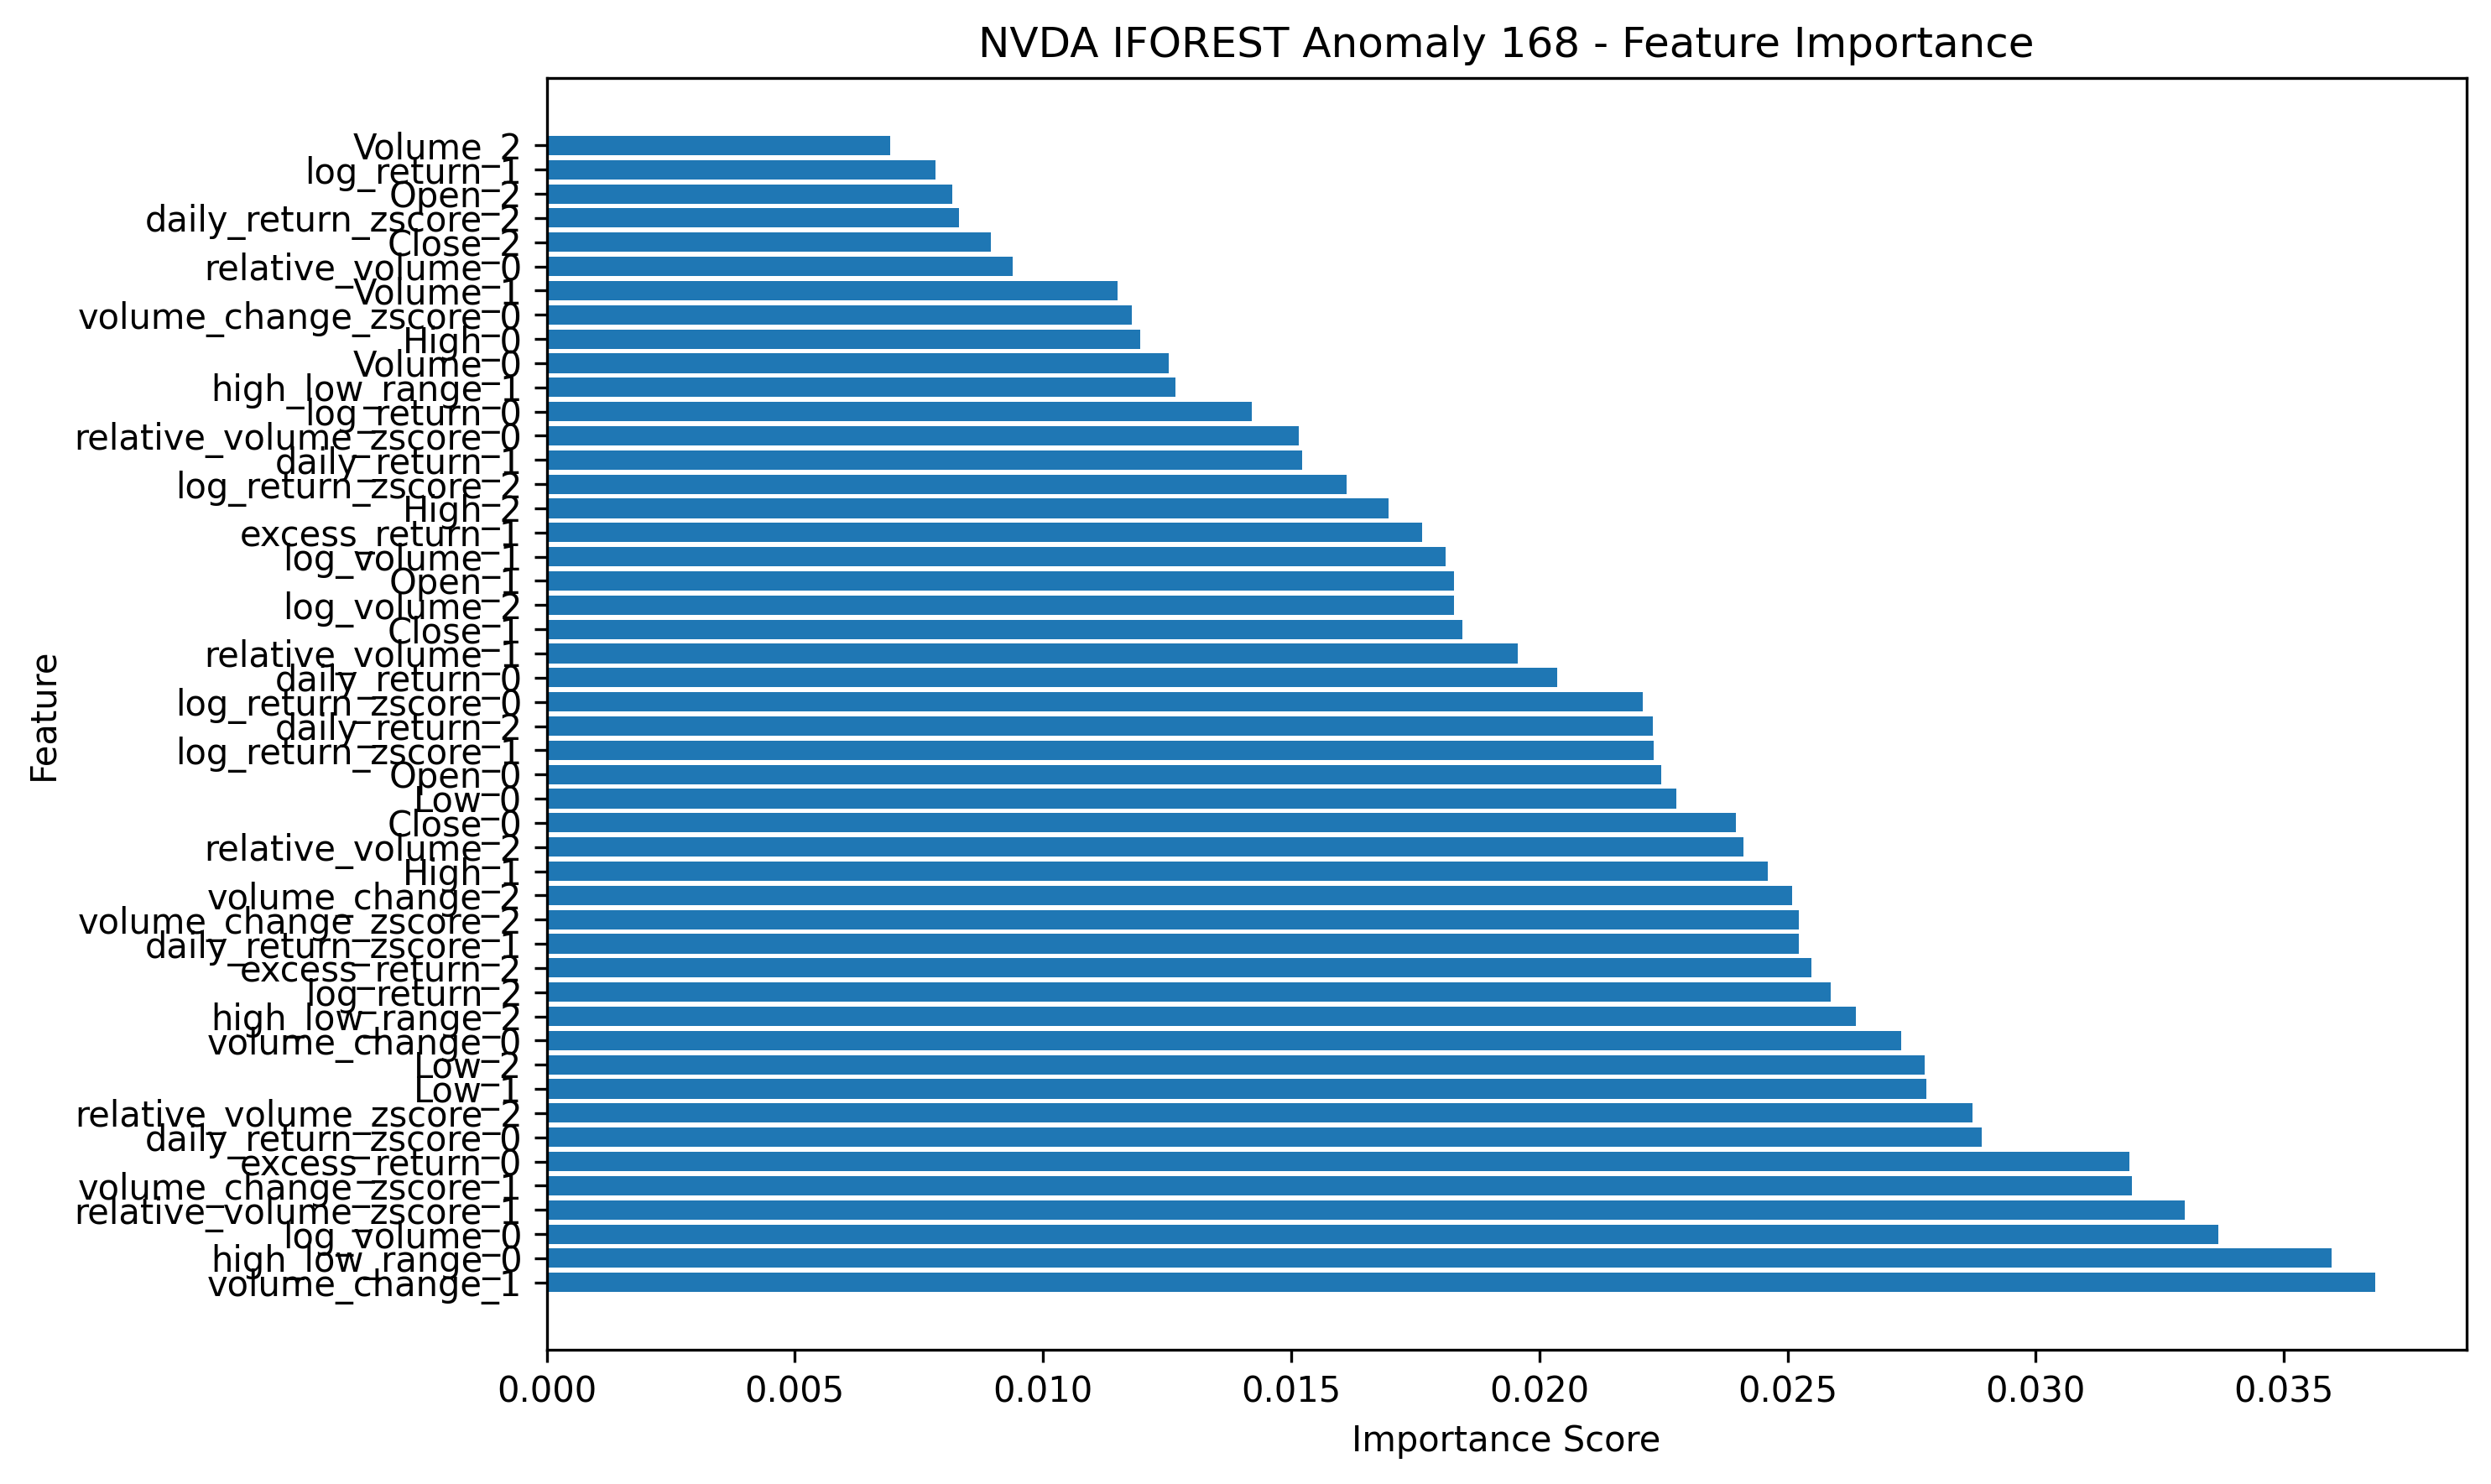 NVDA IFOREST Anomaly 168 - Feature Importance
Volume_2
log_return_1
Open_2
daily_return_zscore_2
Close_2
relative_volume_0
Volume_1
volume_change_zscore_0
High_0
Volume_0
high_low_range_1
log_return_0
relative_volume_zscore_0
daily_return_1
log_return_zscore_2
High_2
excess_return_1
log_volume_1
Open_1
log_volume_2
Close_1
relative_volume_1
daily_return_0
log_return_zscore_0
daily_return_2
log_return_zscore_1
Open_0
Low_0
Close_0
relative_volume_2
High_1
volume_change_2
volume_change_zscore_2
daily_return_zscore_1
excess_return_2
log_return_2
high_low_range_2
volume_change_0
Low_2
Low_1
relative_volume_zscore_2
daily_return_zscore_0
excess_return_0
volume_change_zscore_1
relative_volume_zscore_1
log_volume_0
high_low_range_0
volume_change_1
Feature
0.000 0.005 0.010 0.015 0.020 0.025 0.030 0.035
Importance Score